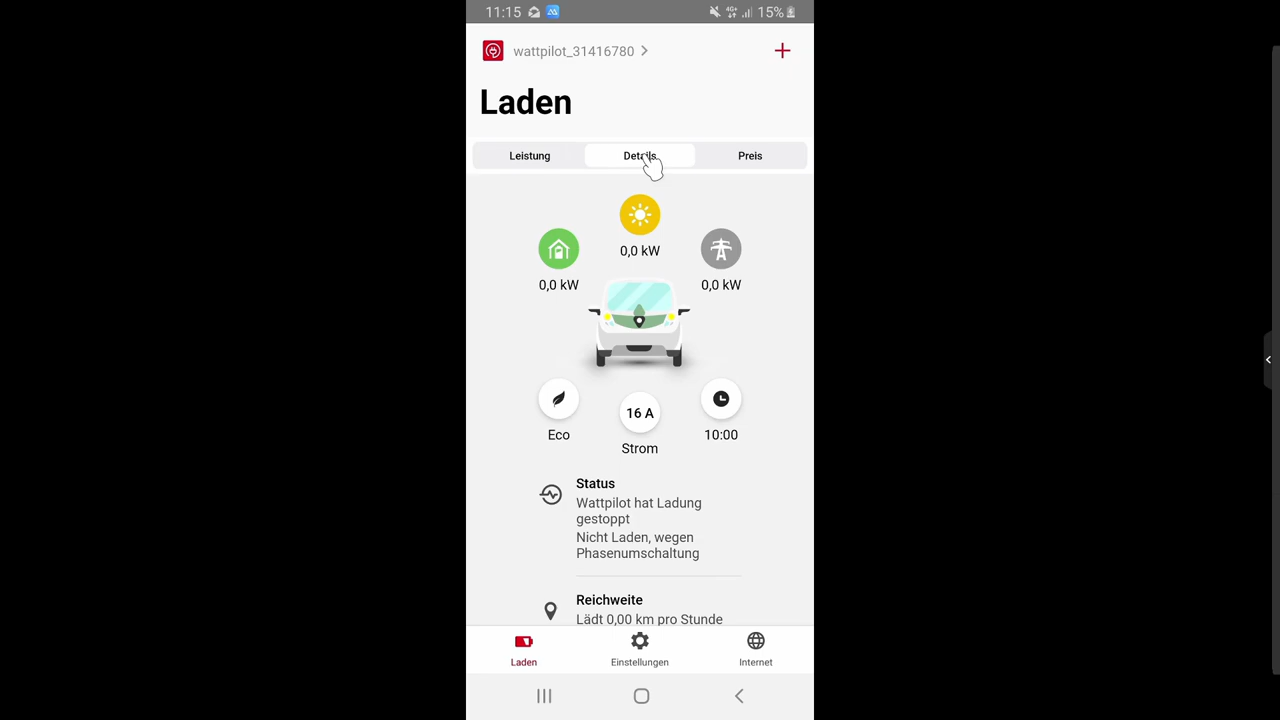 11:15
4G+
15%
wattpilot_31416780
Laden
Leistung
Details
Preis
0,0 kW
0,0 kW
0,0 kW
Eco
16 A
Strom
10:00
Status
Wattpilot hat Ladung
gestoppt
Nicht Laden, wegen
Phasenumschaltung
Reichweite
Lädt 0,00 km pro Stunde
Laden
Einstellungen
Internet